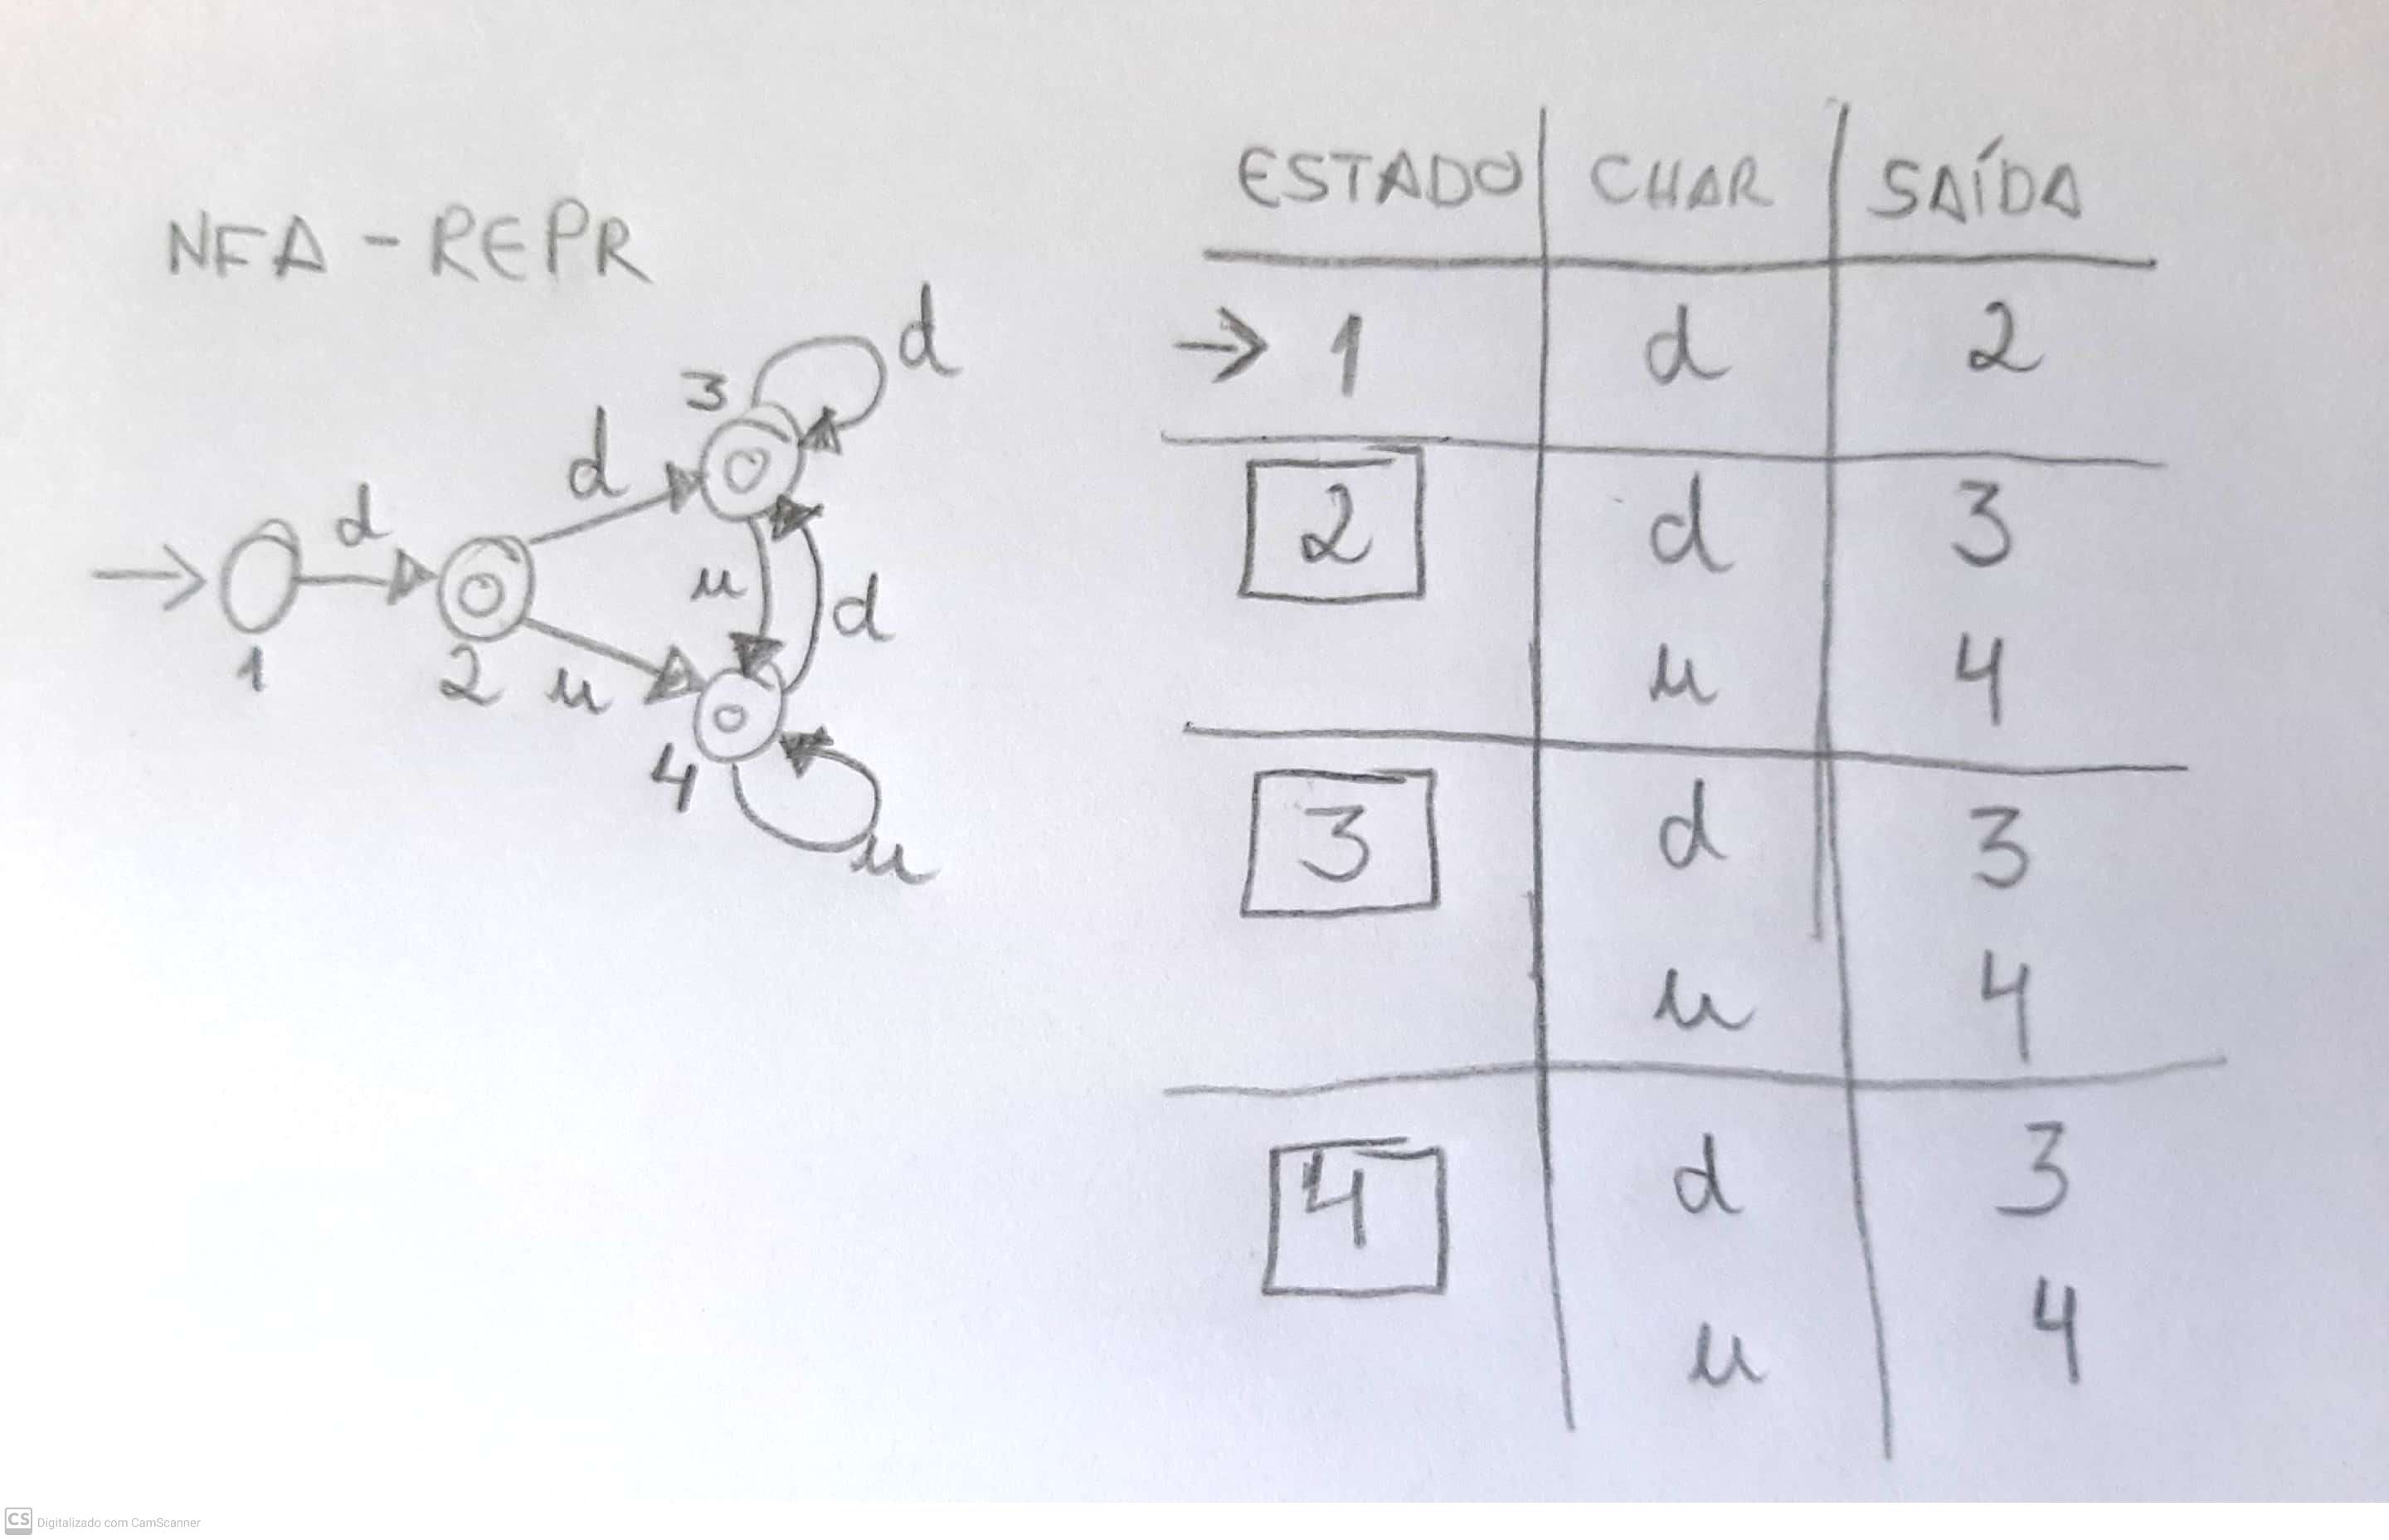 NFA - REPR
d
3
d
d
u
d
1
2
u
4
u
ESTADO CHAR SAÍDA
→ 1 d 2
2 d 3
u 4
3 d 3
u 4
4 d 3
u 4
CS Digitalizado com CamScanner